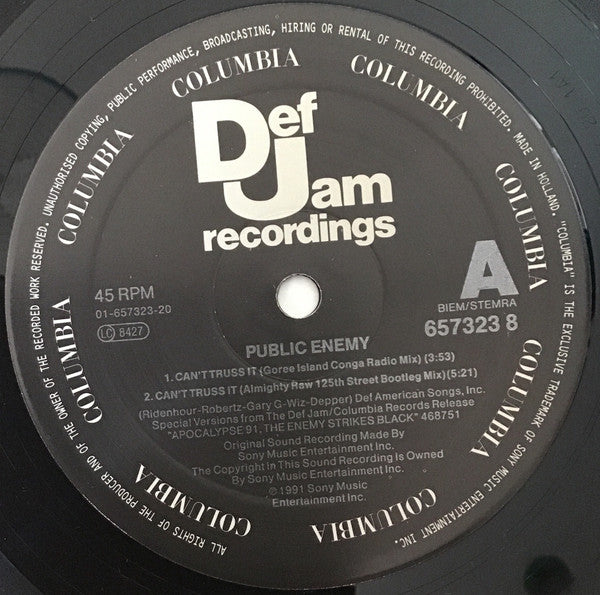 ALL RIGHTS OF THE PRODUCER AND OF THE OWNER OF THE RECORDED WORK RESERVED. UNAUTHORISED COPYING, PUBLIC PERFORMANCE, BROADCASTING, HIRING OR RENTAL OF THIS RECORDING PROHIBITED. MADE IN HOLLAND. "COLUMBIA" IS THE EXCLUSIVE TRADEMARK OF SONY MUSIC ENTERTAINMENT INC.
COLUMBIA
COLUMBIA
COLUMBIA
COLUMBIA
COLUMBIA
COLUMBIA
COLUMBIA
COLUMBIA
COLUMBIA
COLUMBIA
Def
Jam
recordings
45 RPM
01-657323-20
LC 8427
A
BIEM/STEMRA
657323 8
PUBLIC ENEMY
1. CAN'T TRUSS IT (Goree Island Conga Radio Mix) (3:53)
2. CAN'T TRUSS IT (Almighty Raw 125th Street Bootleg Mix) (5:21)
(Ridenhour-Robertz-Gary G-Wiz-Depper) Def American Songs, Inc.
Special Versions from The Def Jam/Columbia Records Release
"APOCALYPSE 91, THE ENEMY STRIKES BLACK" 468751
Original Sound Recording Made By
Sony Music Entertainment Inc.
The Copyright in This Sound Recording is Owned
By Sony Music Entertainment Inc.
℗ 1991 Sony Music
Entertainment Inc.